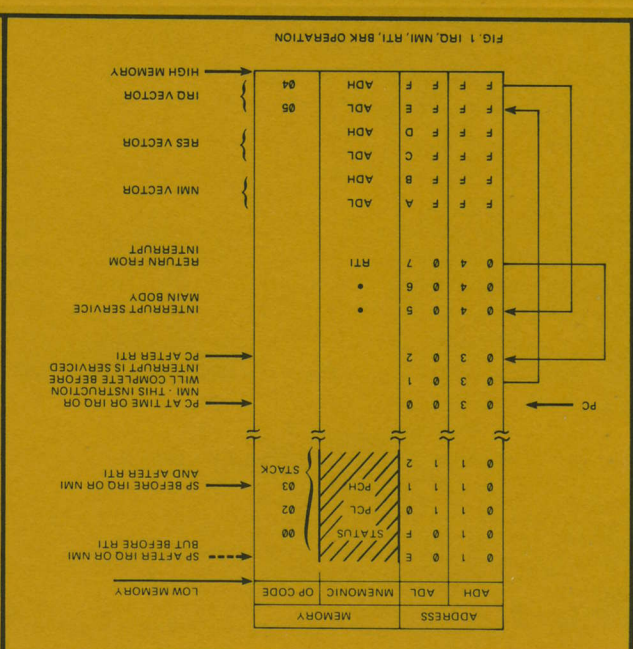 ADDRESS MEMORY
ADH ADL MNEMONIC OP CODE
LOW MEMORY
0 1 0 E
SP AFTER IRQ OR NMI
BUT BEFORE RTI
0 1 0 F STATUS 00
0 1 1 0 PCL 02
0 1 1 1 PCH 03
STACK
SP BEFORE IRQ OR NMI
AND AFTER RTI
0 1 1 2
PC
0 3 0 0
PC AT TIME OR IRQ OR
NMI - THIS INSTRUCTION
WILL COMPLETE BEFORE
INTERRUPT IS SERVICED
0 3 0 1
0 3 0 2
PC AFTER RTI
0 4 0 5 •
INTERRUPT SERVICE
MAIN BODY
0 4 0 6 •
0 4 0 7 RTI
RETURN FROM
INTERRUPT
F F F A ADL
NMI VECTOR
F F F B ADH
F F F C ADL
RES VECTOR
F F F D ADH
F F F E ADL 05
IRQ VECTOR
F F F F ADH 04
HIGH MEMORY
FIG. 1 IRQ, NMI, RTI, BRK OPERATION